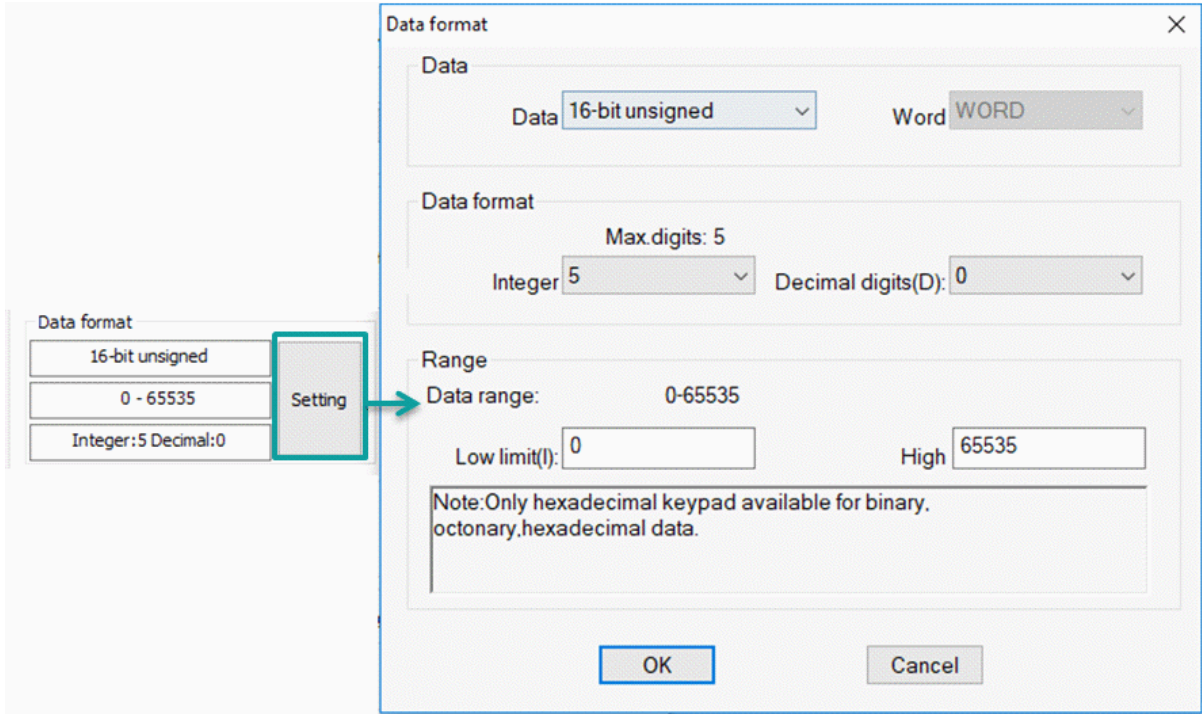 Data format
16-bit unsigned
0 - 65535
Integer:5 Decimal:0
Setting
Data format
Data
Data 16-bit unsigned Word WORD
Data format
Max.digits: 5
Integer 5 Decimal digits(D): 0
Range
Data range: 0-65535
Low limit(I): 0 High 65535
Note:Only hexadecimal keypad available for binary,
octonary,hexadecimal data.
OK Cancel